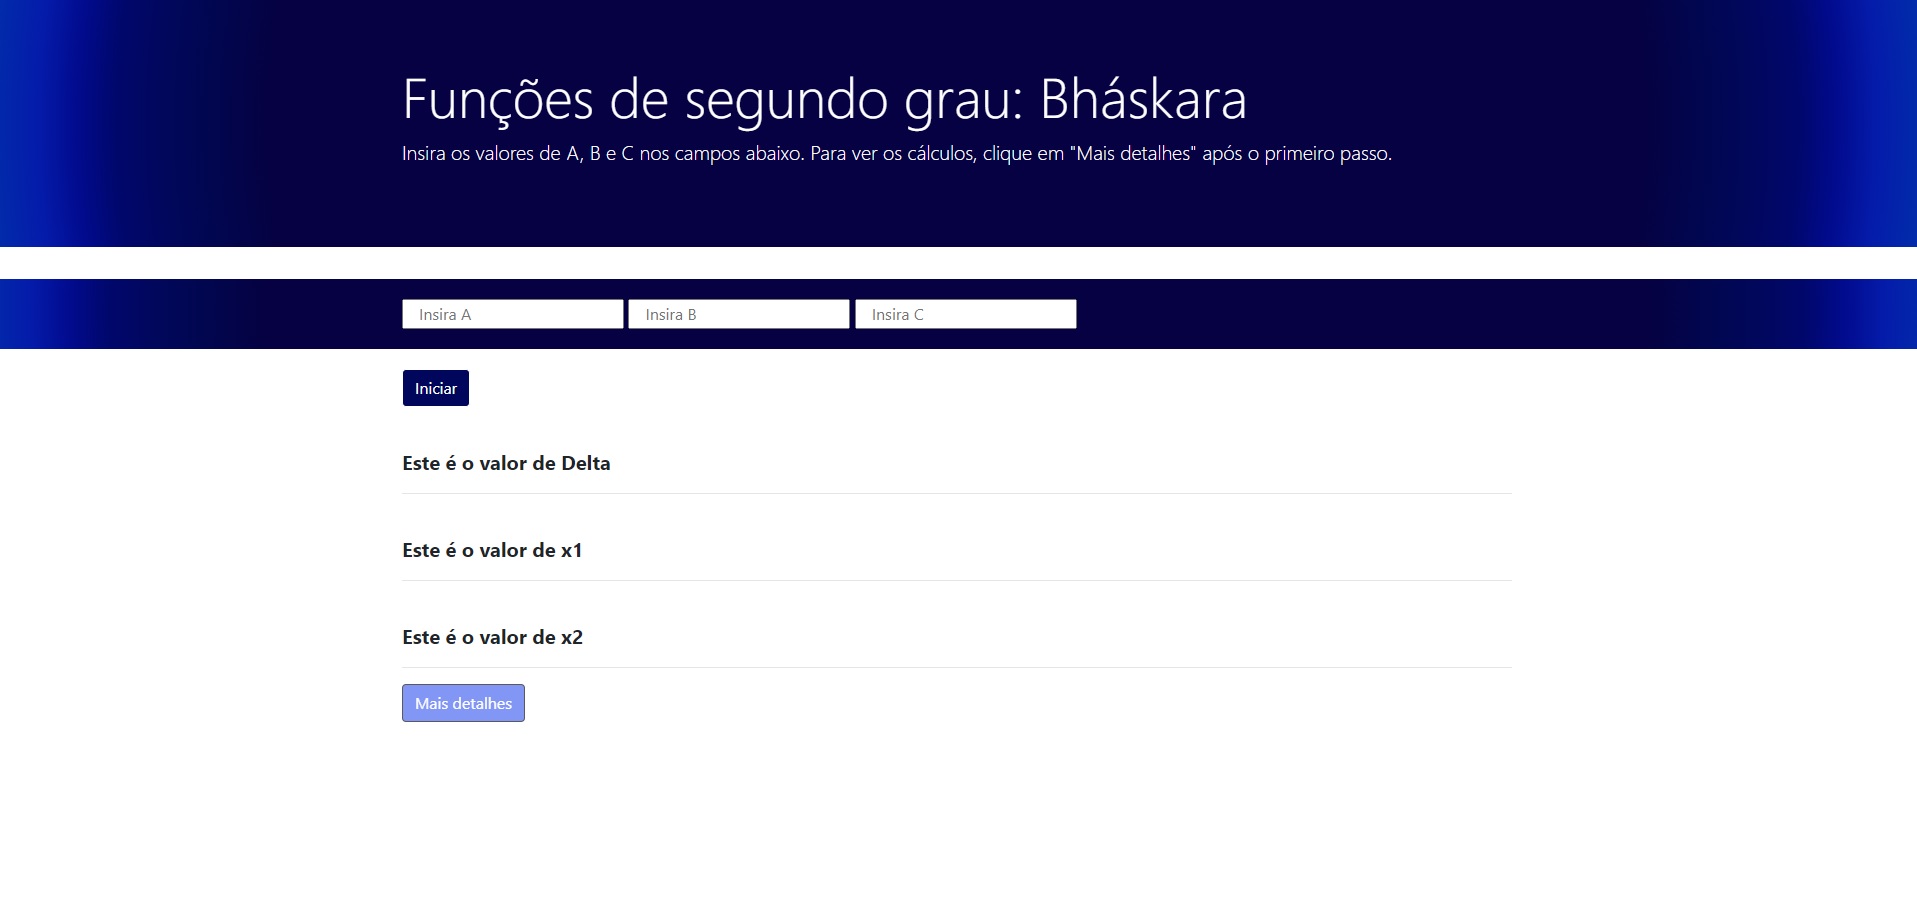 Funções de segundo grau: Bháskara
Insira os valores de A, B e C nos campos abaixo. Para ver os cálculos, clique em "Mais detalhes" após o primeiro passo.
Insira A Insira B Insira C
Iniciar
Este é o valor de Delta
Este é o valor de x1
Este é o valor de x2
Mais detalhes